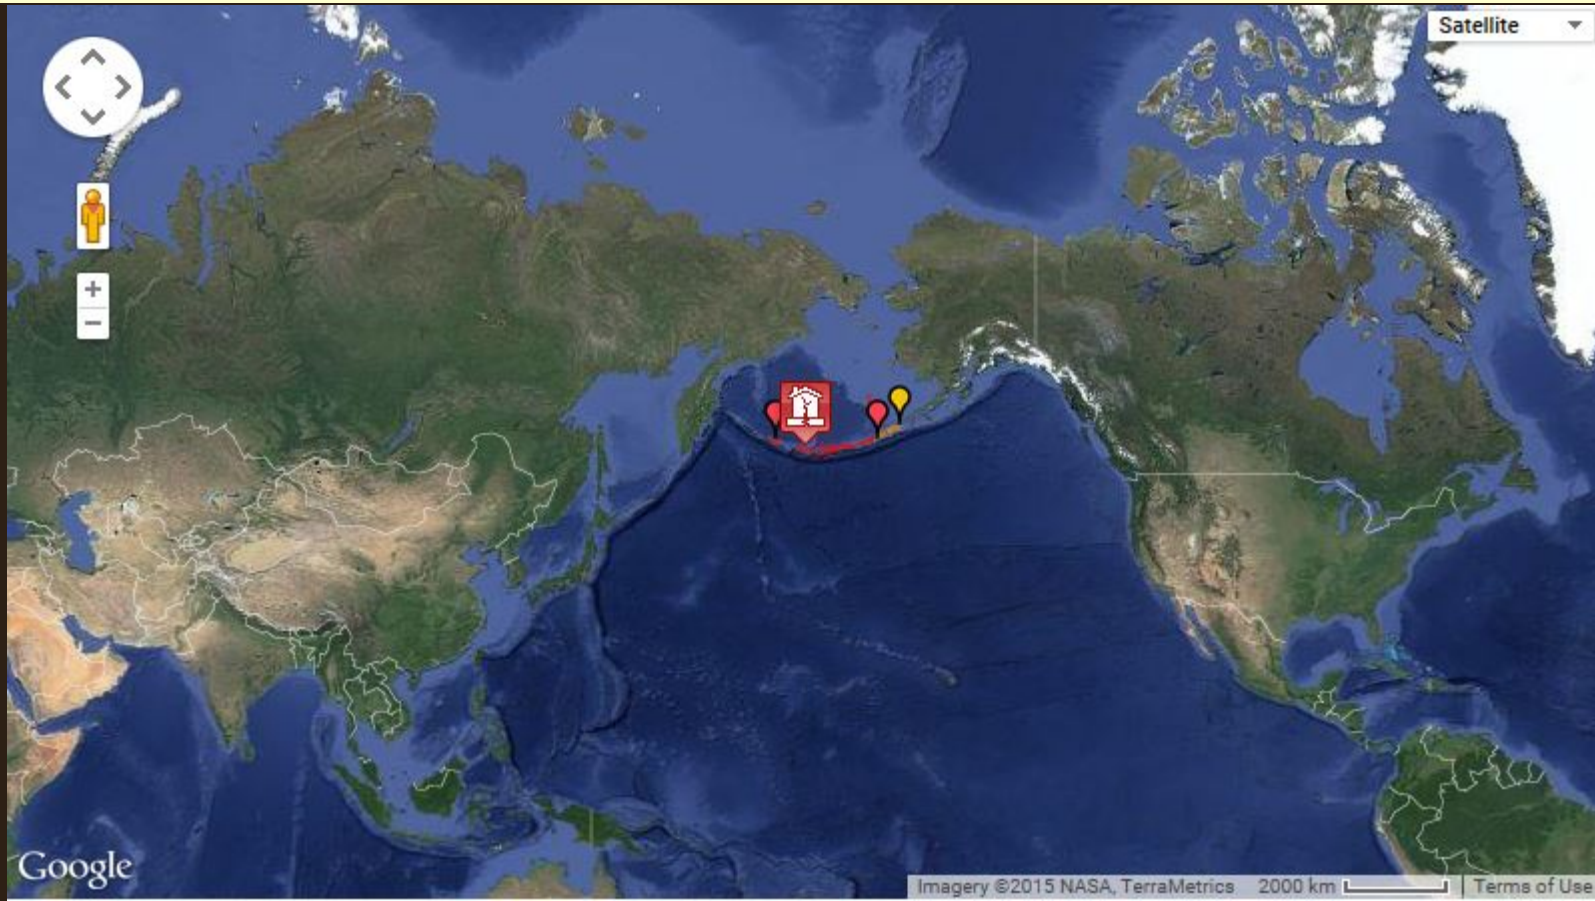 Satellite
+
−
Google
Imagery ©2015 NASA, TerraMetrics
2000 km
Terms of Use